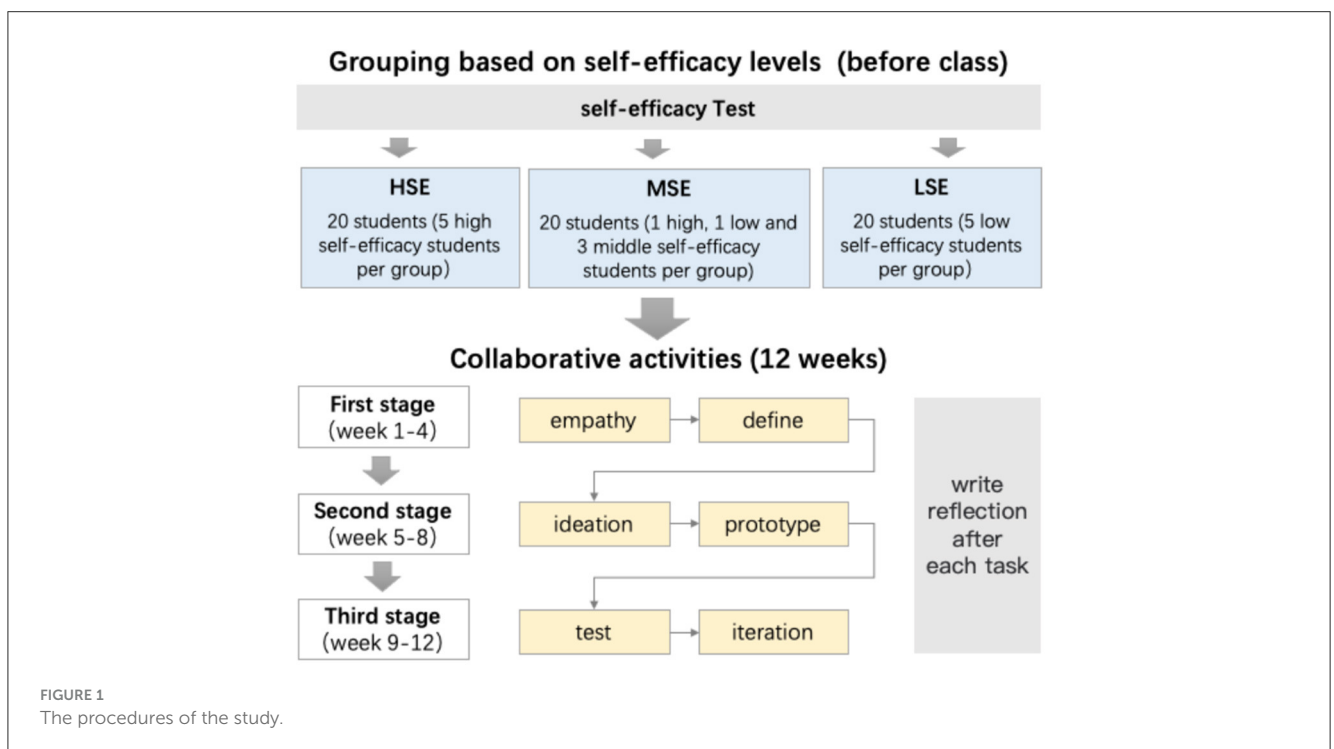 Grouping based on self-efficacy levels (before class)
self-efficacy Test
HSE
20 students (5 high
self-efficacy students
per group)
MSE
20 students (1 high, 1 low and
3 middle self-efficacy
students per group)
LSE
20 students (5 low
self-efficacy students
per group)
Collaborative activities (12 weeks)
First stage
(week 1-4)
empathy
define
Second stage
(week 5-8)
ideation
prototype
Third stage
(week 9-12)
test
iteration
write
reflection
after
each task
FIGURE 1
The procedures of the study.